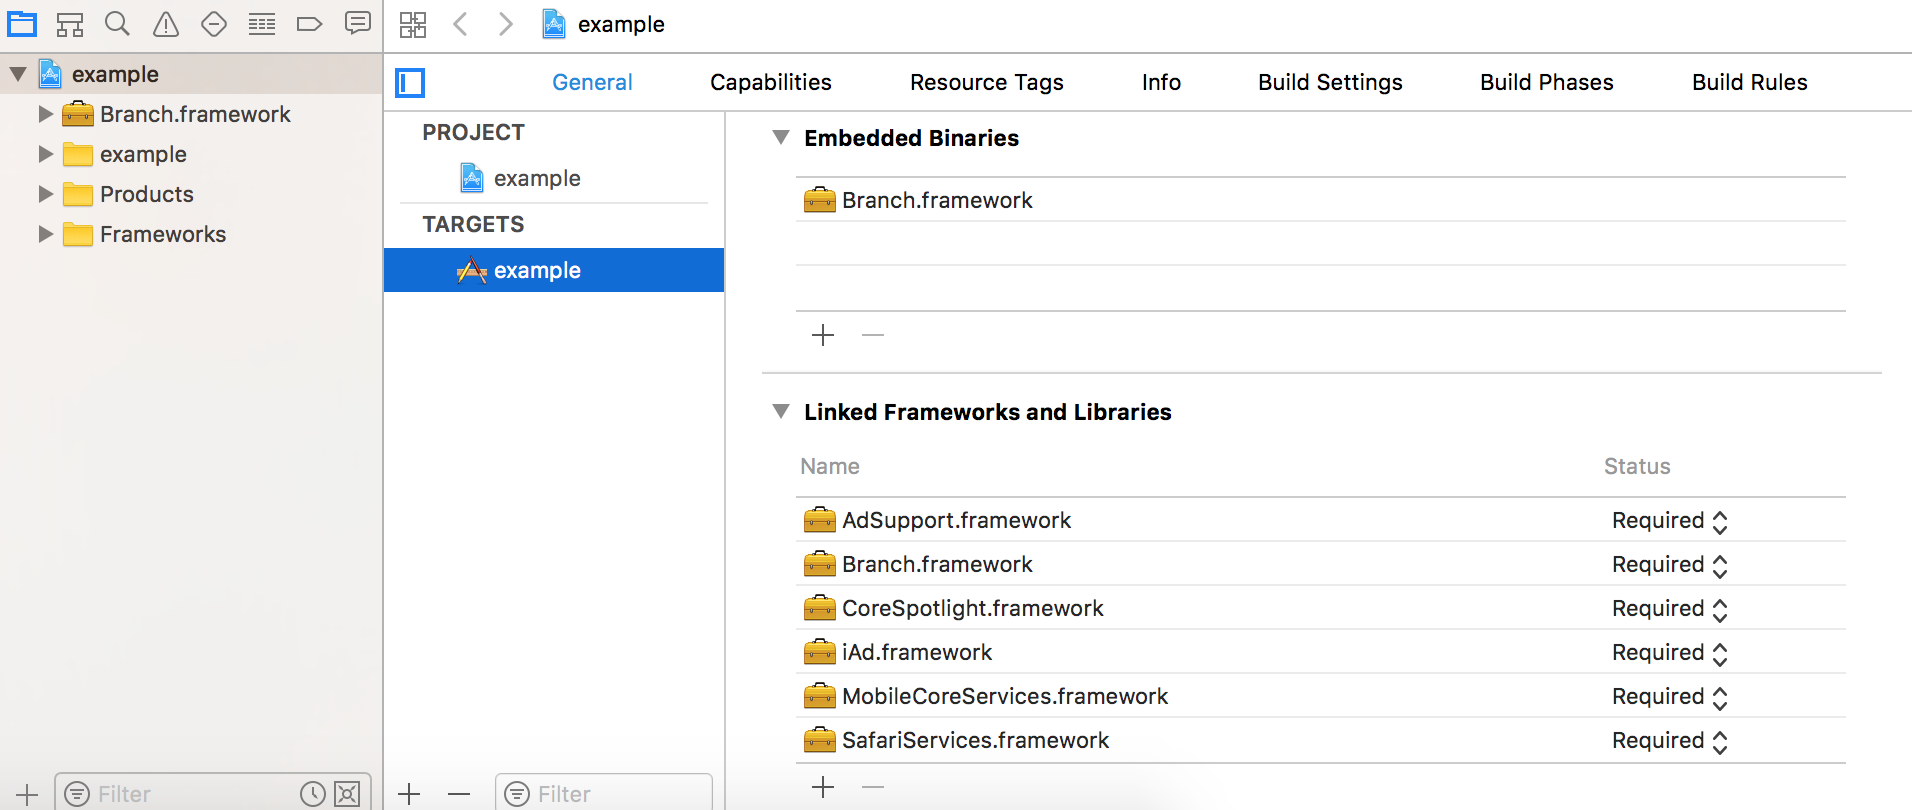 example
example
Branch.framework
example
Products
Frameworks
Filter
General Capabilities Resource Tags Info Build Settings Build Phases Build Rules
PROJECT
example
TARGETS
example
Filter
Embedded Binaries
Branch.framework
Linked Frameworks and Libraries
Name Status
AdSupport.framework Required
Branch.framework Required
CoreSpotlight.framework Required
iAd.framework Required
MobileCoreServices.framework Required
SafariServices.framework Required